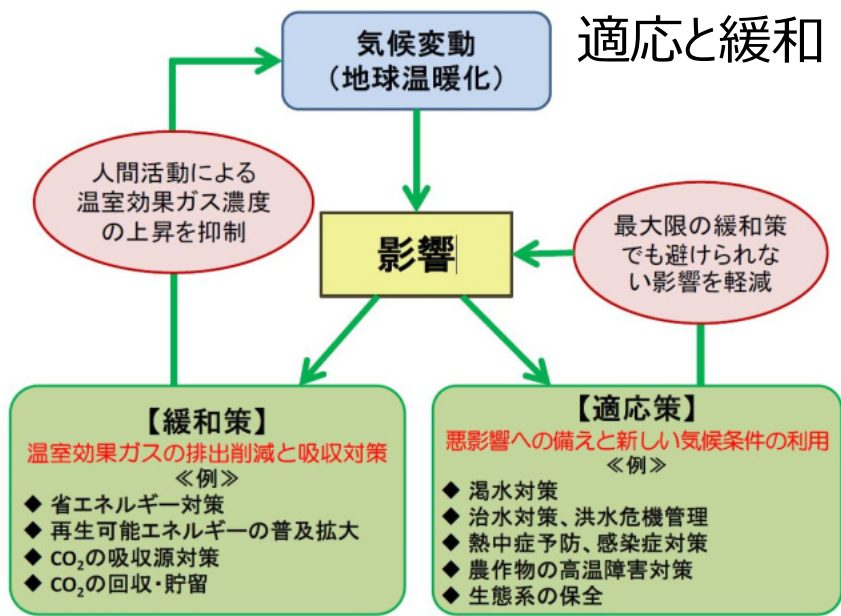 適応と緩和
気候変動
（地球温暖化）
人間活動による
温室効果ガス濃度
の上昇を抑制
影響
最大限の緩和策
でも避けられな
い影響を軽減
【緩和策】
温室効果ガスの排出削減と吸収対策
≪例≫
◆ 省エネルギー対策
◆ 再生可能エネルギーの普及拡大
◆ CO₂の吸収源対策
◆ CO₂の回収・貯留
【適応策】
悪影響への備えと新しい気候条件の利用
≪例≫
◆ 渇水対策
◆ 治水対策、洪水危機管理
◆ 熱中症予防、感染症対策
◆ 農作物の高温障害対策
◆ 生態系の保全